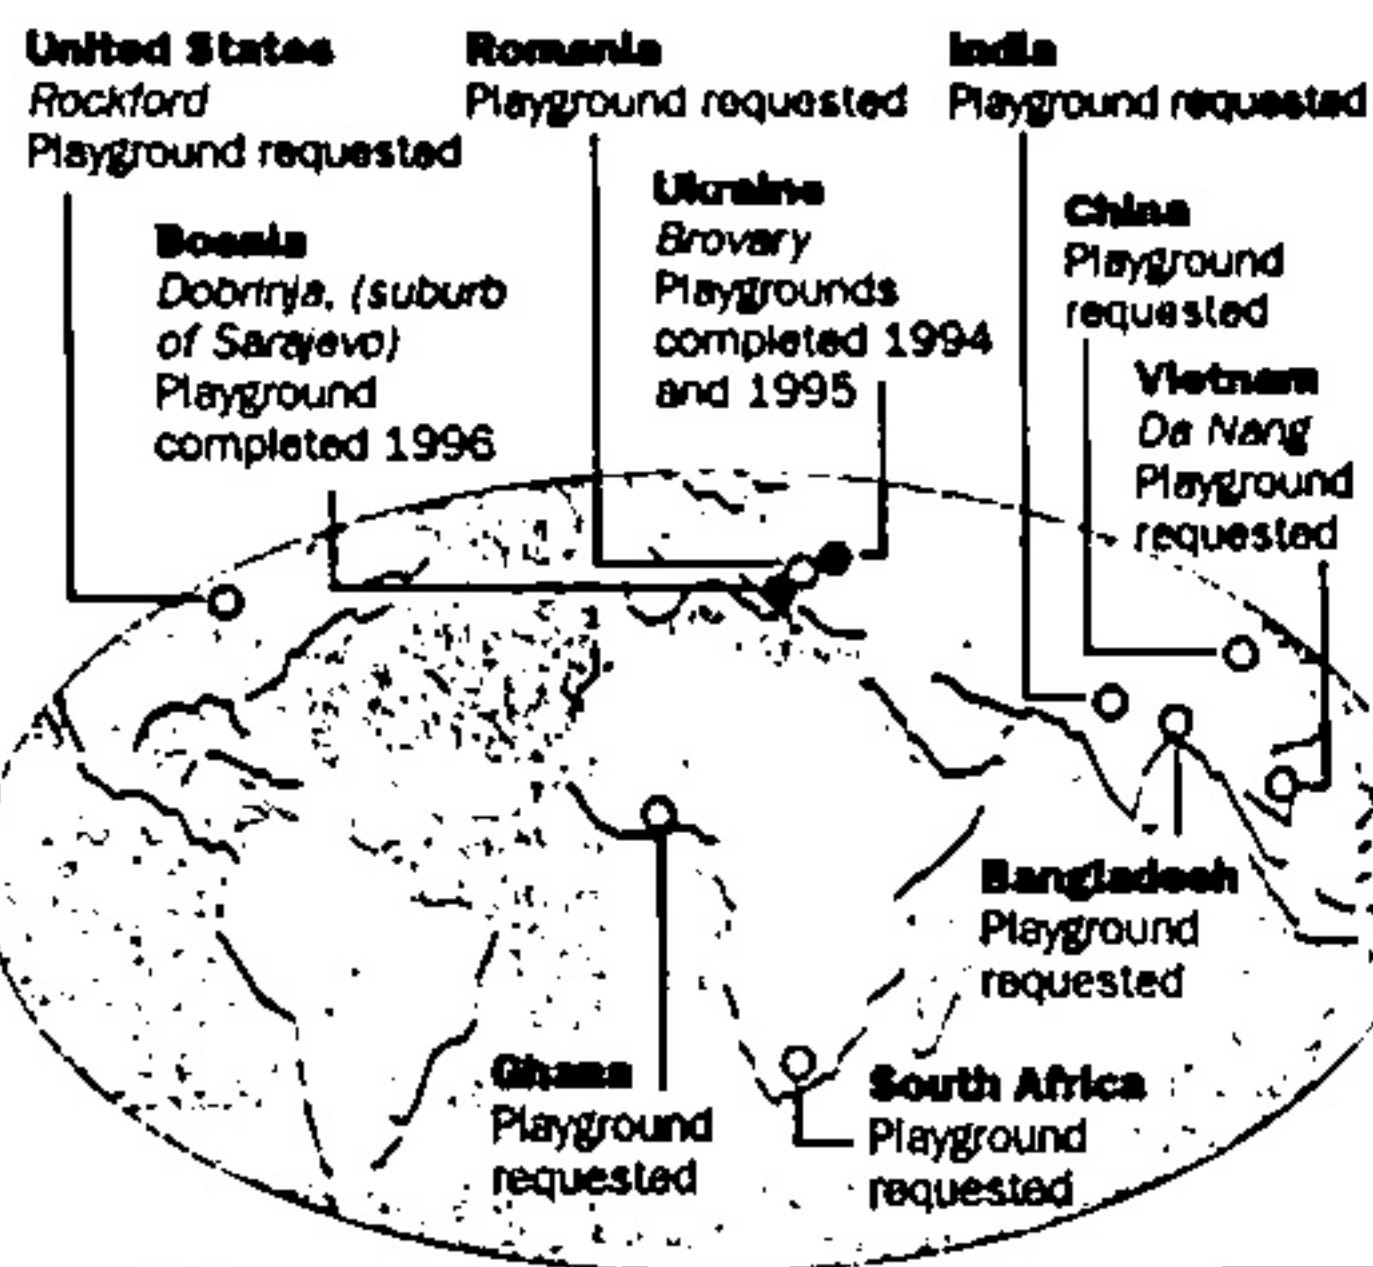 United States
Rockford
Playground requested
Romania
Playground requested
India
Playground requested
Bosnia
Dobrinja, (suburb
of Sarajevo)
Playground
completed 1996
Ukraine
Brovary
Playgrounds
completed 1994
and 1995
China
Playground
requested
Vietnam
Da Nang
Playground
requested
Bangladesh
Playground
requested
Ghana
Playground
requested
South Africa
Playground
requested